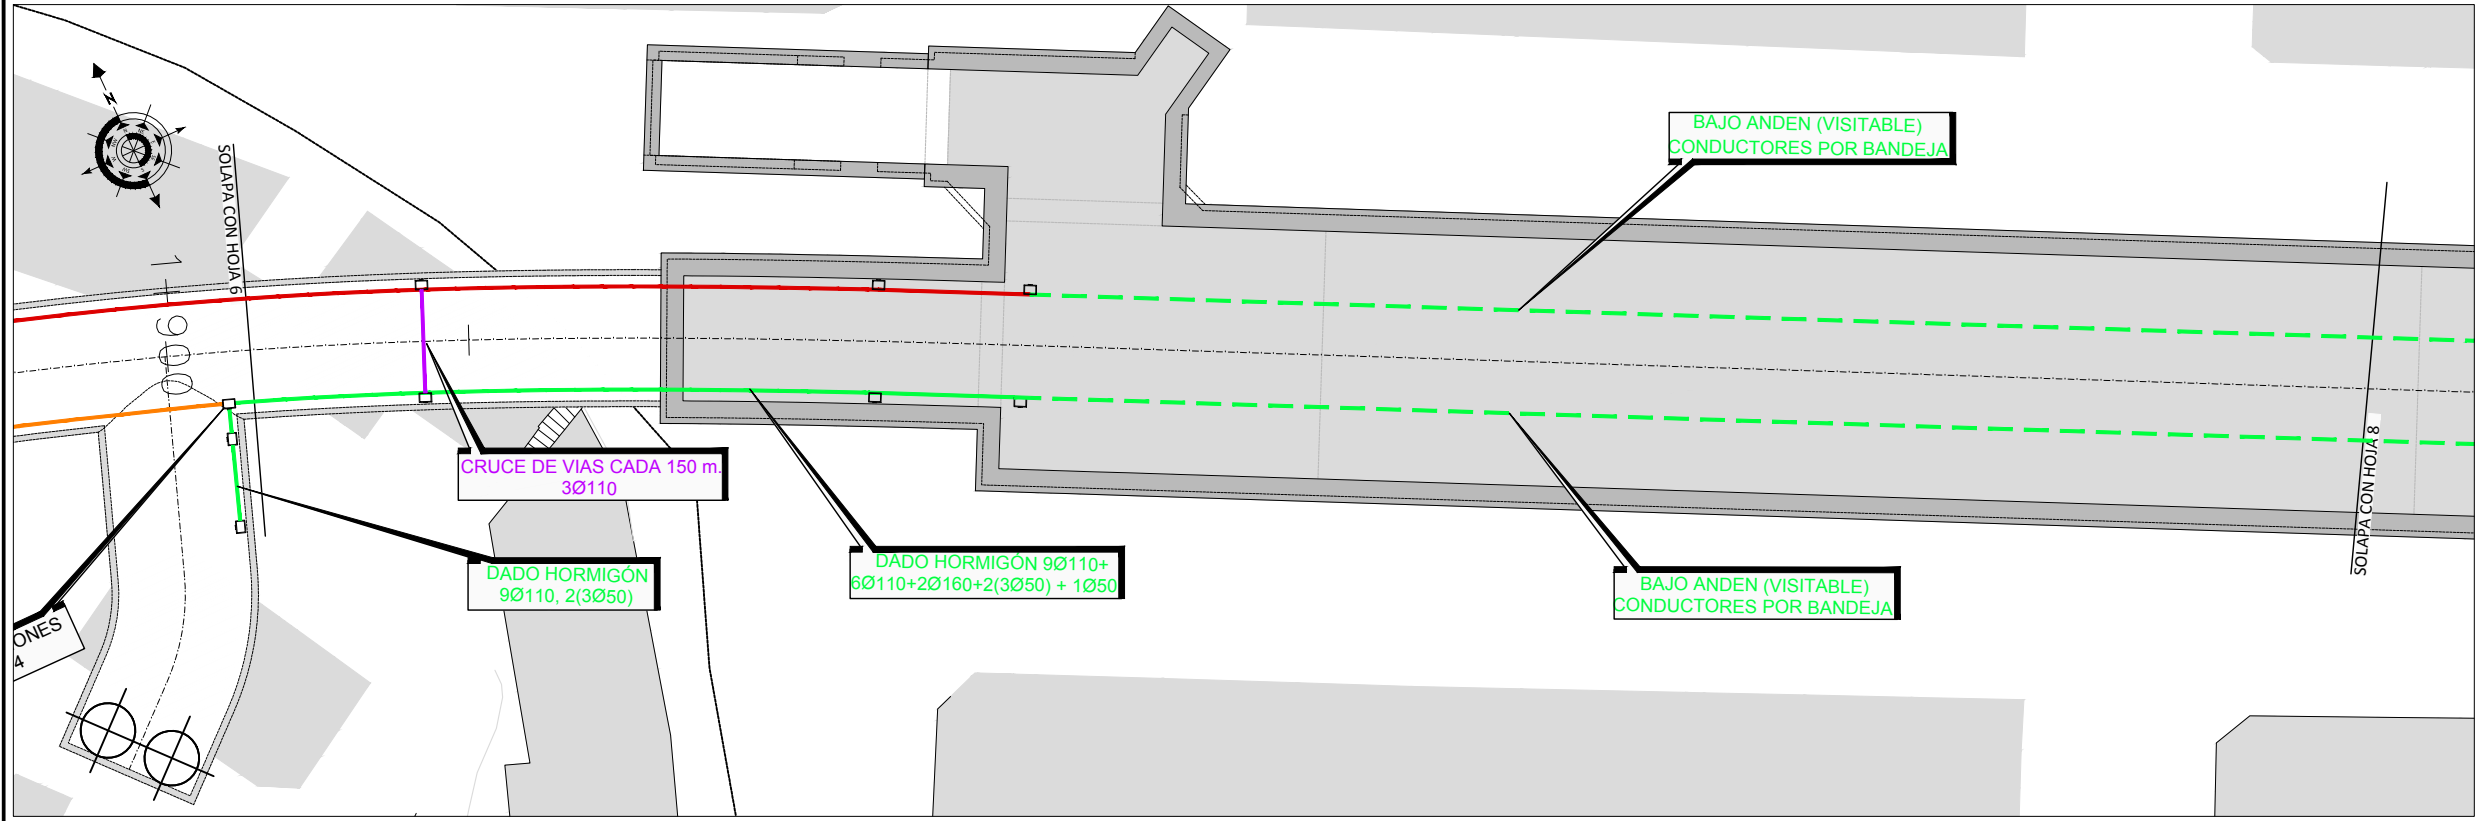 N
SOLAPA CON HOJA 6
1+900
BAJO ANDEN (VISITABLE)
CONDUCTORES POR BANDEJA
CRUCE DE VIAS CADA 150 m.
3Ø110
DADO HORMIGÓN
9Ø110, 2(3Ø50)
DADO HORMIGÓN 9Ø110+
6Ø110+2Ø160+2(3Ø50) + 1Ø50
BAJO ANDEN (VISITABLE)
CONDUCTORES POR BANDEJA
SOLAPA CON HOJA 8
ONES
4